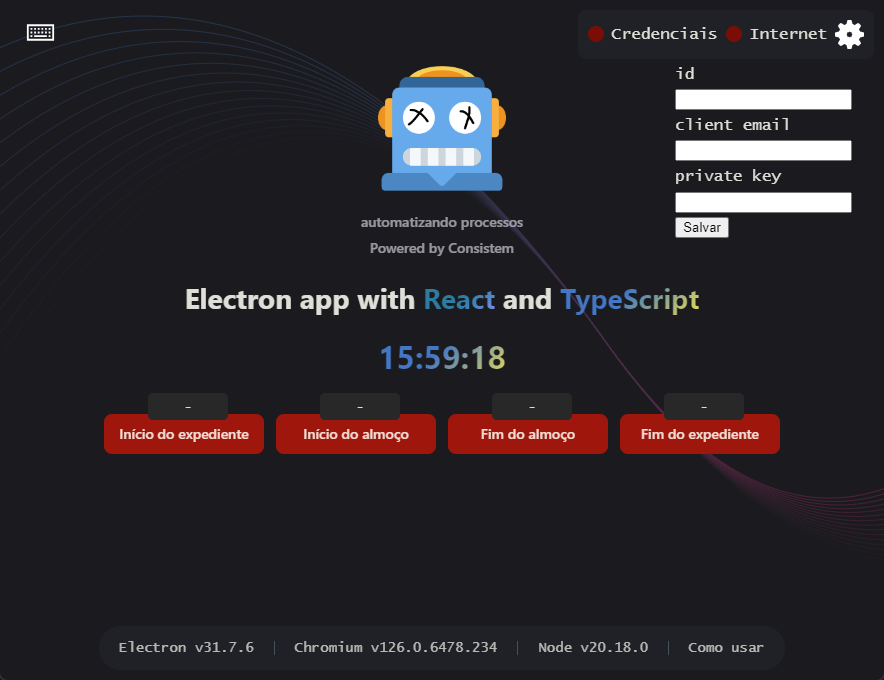 Credenciais Internet
id
client email
private key
Salvar
automatizando processos
Powered by Consistem
Electron app with React and TypeScript
15:59:18
- - - -
Início do expediente Início do almoço Fim do almoço Fim do expediente
Electron v31.7.6 | Chromium v126.0.6478.234 | Node v20.18.0 | Como usar